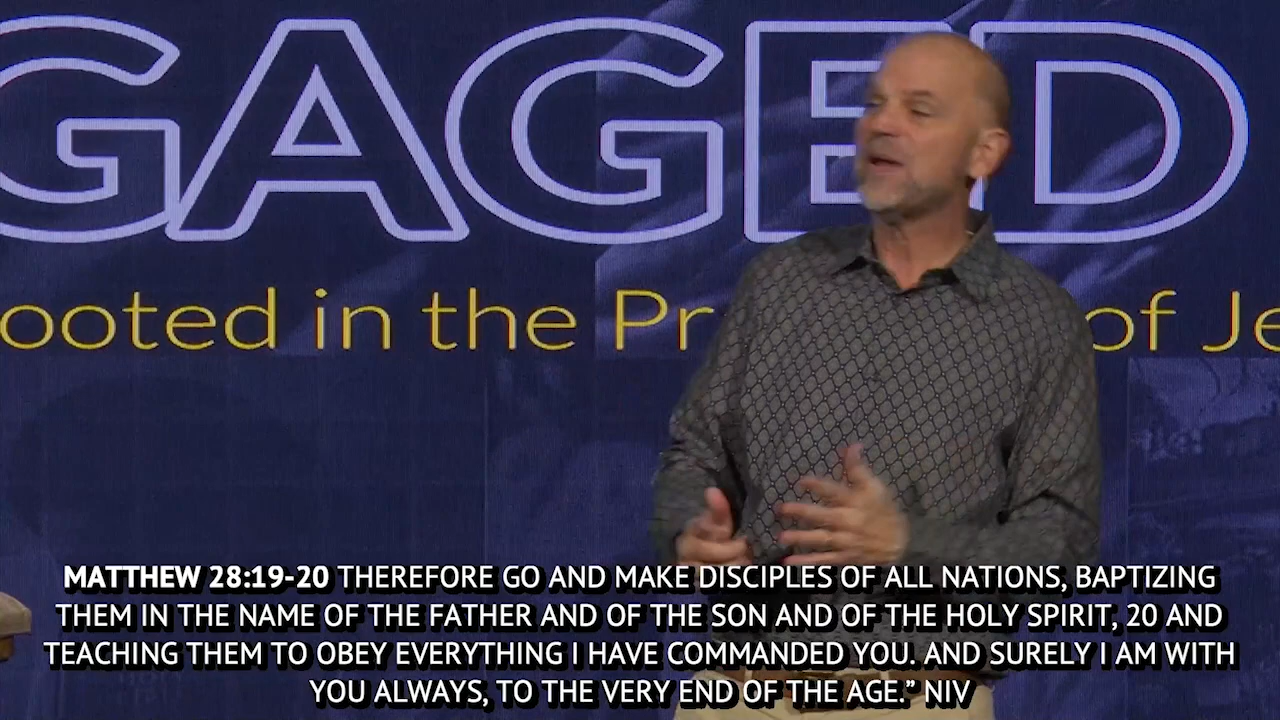 GAGED
ooted in the Pr of Je
MATTHEW 28:19-20 THEREFORE GO AND MAKE DISCIPLES OF ALL NATIONS, BAPTIZING
THEM IN THE NAME OF THE FATHER AND OF THE SON AND OF THE HOLY SPIRIT, 20 AND
TEACHING THEM TO OBEY EVERYTHING I HAVE COMMANDED YOU. AND SURELY I AM WITH
YOU ALWAYS, TO THE VERY END OF THE AGE.” NIV